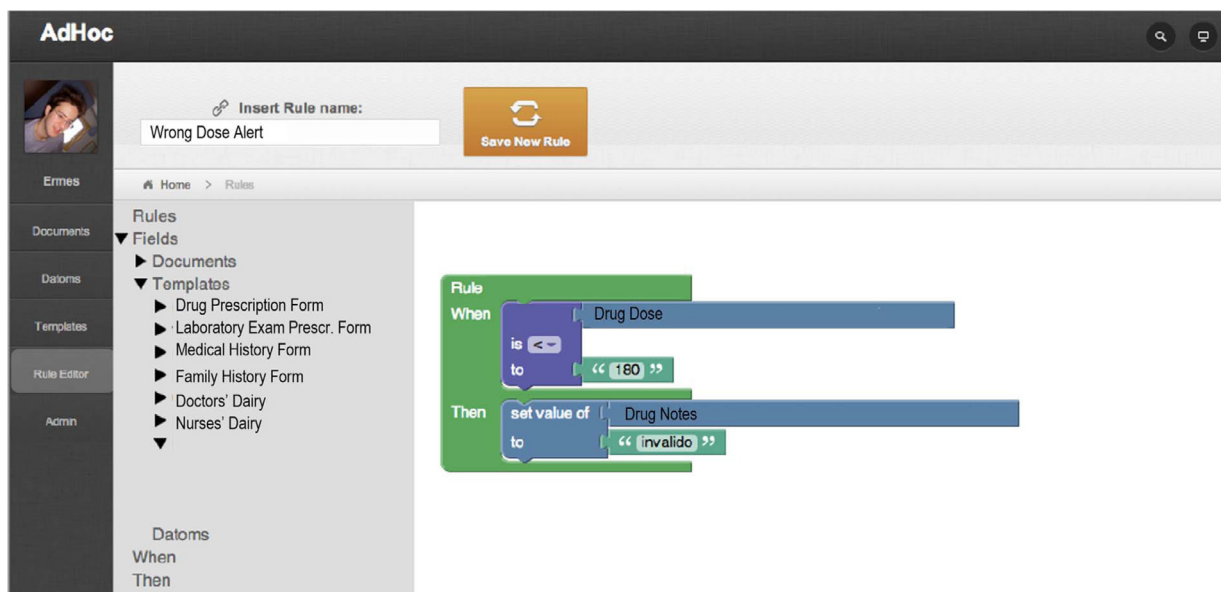 AdHoc
Insert Rule name:
Wrong Dose Alert
Save New Rule
Ermes
Home > Rules
Documents
Datoms
Templates
Rule Editor
Admin
Rules
Fields
Documents
Templates
Drug Prescription Form
Laboratory Exam Prescr. Form
Medical History Form
Family History Form
Doctors' Dairy
Nurses' Dairy
Datoms
When
Then
Rule
When Drug Dose
is <
to “ 180 ”
Then set value of Drug Notes
to “ invalido ”